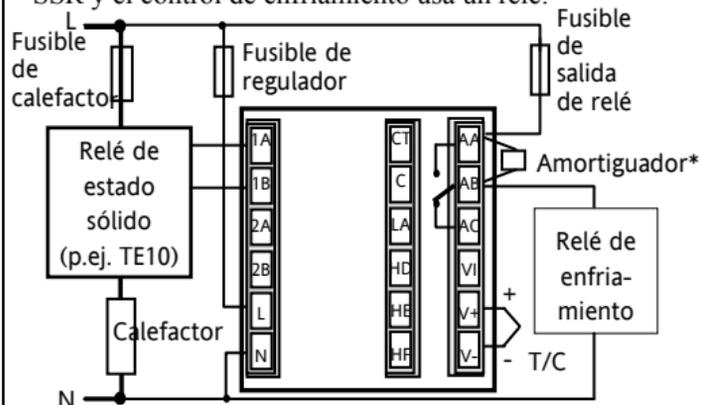 SSR y el control de enfriamiento usa un relé.
L
Fusible
de
calefactor
Fusible de
regulador
Fusible
de
salida
de relé
Relé de
estado
sólido
(p.ej. TE10)
1A
1B
2A
2B
L
N
CT
C
LA
HD
HE
HF
AA
AB
AC
VI
V+
V-
Amortiguador*
Relé de
enfria-
miento
+
- T/C
Calefactor
N